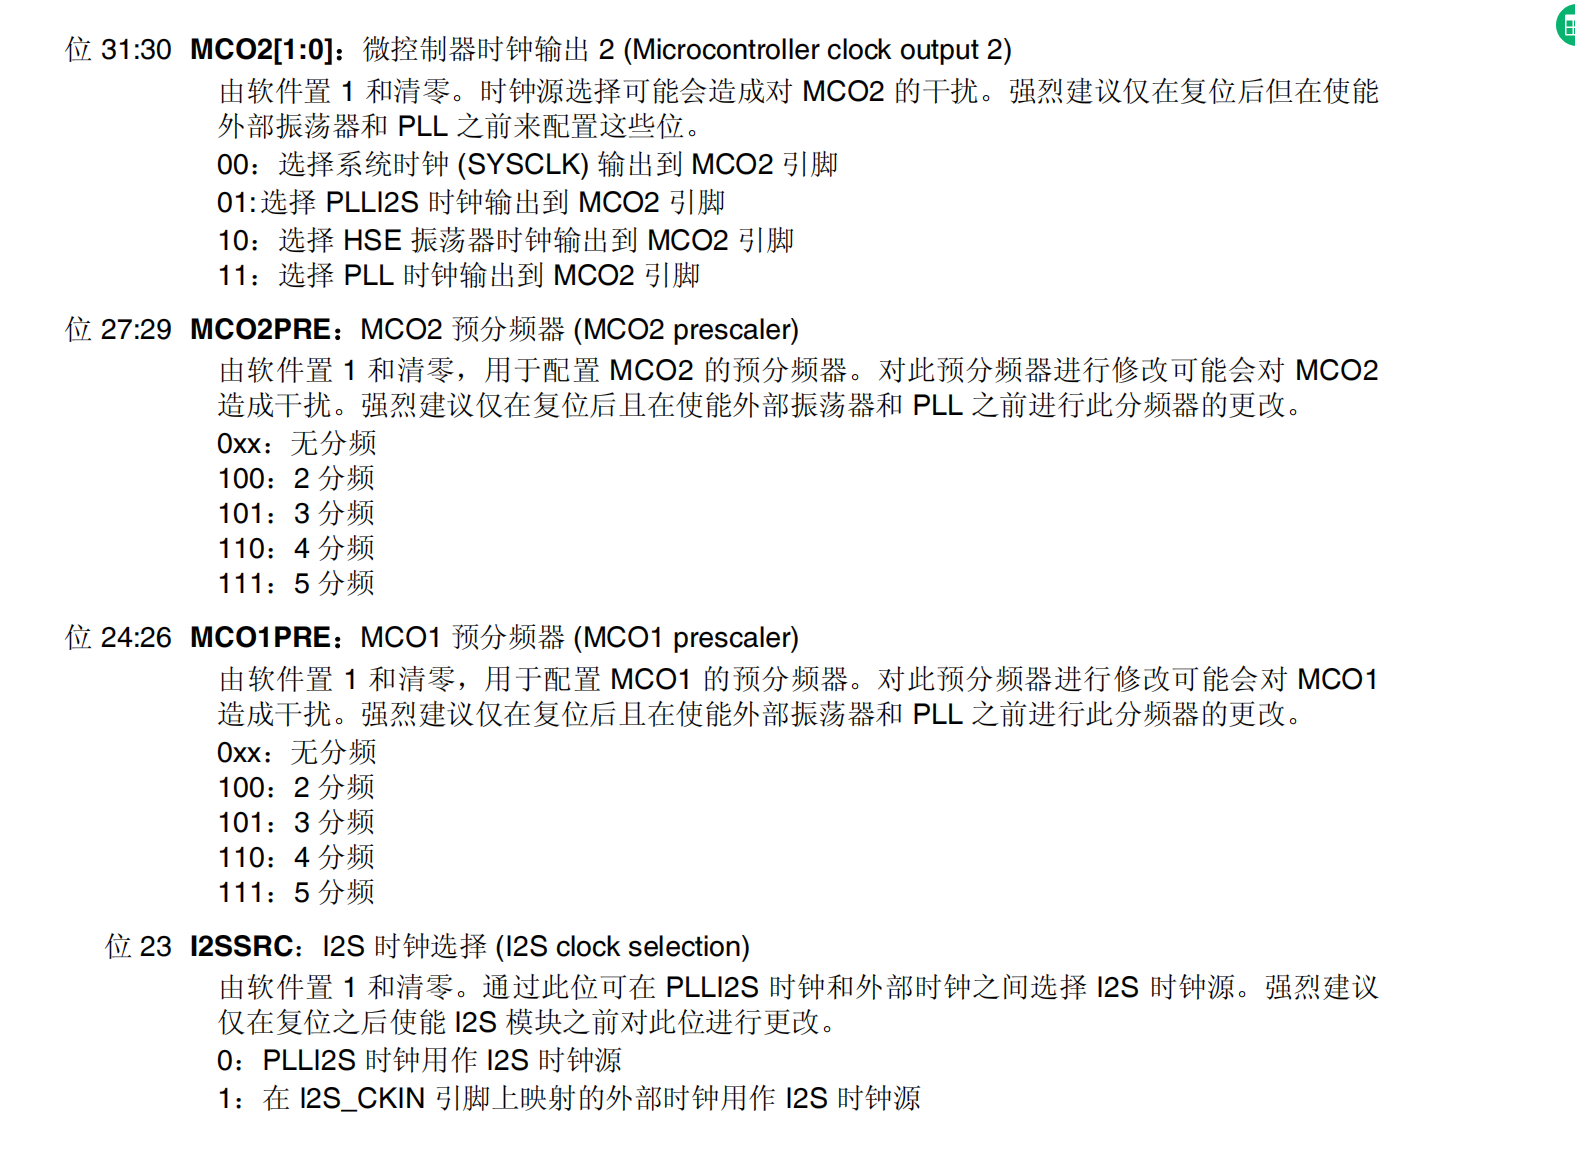 位 31:30 MCO2[1:0]：微控制器时钟输出 2 (Microcontroller clock output 2)
由软件置 1 和清零。时钟源选择可能会造成对 MCO2 的干扰。强烈建议仅在复位后但在使能
外部振荡器和 PLL 之前来配置这些位。
00：选择系统时钟 (SYSCLK) 输出到 MCO2 引脚
01:选择 PLLI2S 时钟输出到 MCO2 引脚
10：选择 HSE 振荡器时钟输出到 MCO2 引脚
11：选择 PLL 时钟输出到 MCO2 引脚
位 27:29 MCO2PRE：MCO2 预分频器 (MCO2 prescaler)
由软件置 1 和清零，用于配置 MCO2 的预分频器。对此预分频器进行修改可能会对 MCO2
造成干扰。强烈建议仅在复位后且在使能外部振荡器和 PLL 之前进行此分频器的更改。
0xx：无分频
100：2 分频
101：3 分频
110：4 分频
111：5 分频
位 24:26 MCO1PRE：MCO1 预分频器 (MCO1 prescaler)
由软件置 1 和清零，用于配置 MCO1 的预分频器。对此预分频器进行修改可能会对 MCO1
造成干扰。强烈建议仅在复位后且在使能外部振荡器和 PLL 之前进行此分频器的更改。
0xx：无分频
100：2 分频
101：3 分频
110：4 分频
111：5 分频
位 23 I2SSRC：I2S 时钟选择 (I2S clock selection)
由软件置 1 和清零。通过此位可在 PLLI2S 时钟和外部时钟之间选择 I2S 时钟源。强烈建议
仅在复位之后使能 I2S 模块之前对此位进行更改。
0：PLLI2S 时钟用作 I2S 时钟源
1：在 I2S_CKIN 引脚上映射的外部时钟用作 I2S 时钟源